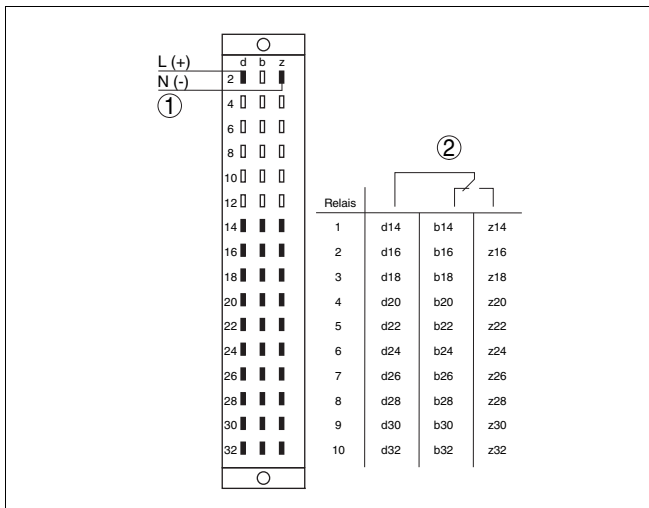 L (+)
N (-)
①
d b z
2
4
6
8
10
12
14
16
18
20
22
24
26
28
30
32
②
Relais
1 d14 b14 z14
2 d16 b16 z16
3 d18 b18 z18
4 d20 b20 z20
5 d22 b22 z22
6 d24 b24 z24
7 d26 b26 z26
8 d28 b28 z28
9 d30 b30 z30
10 d32 b32 z32